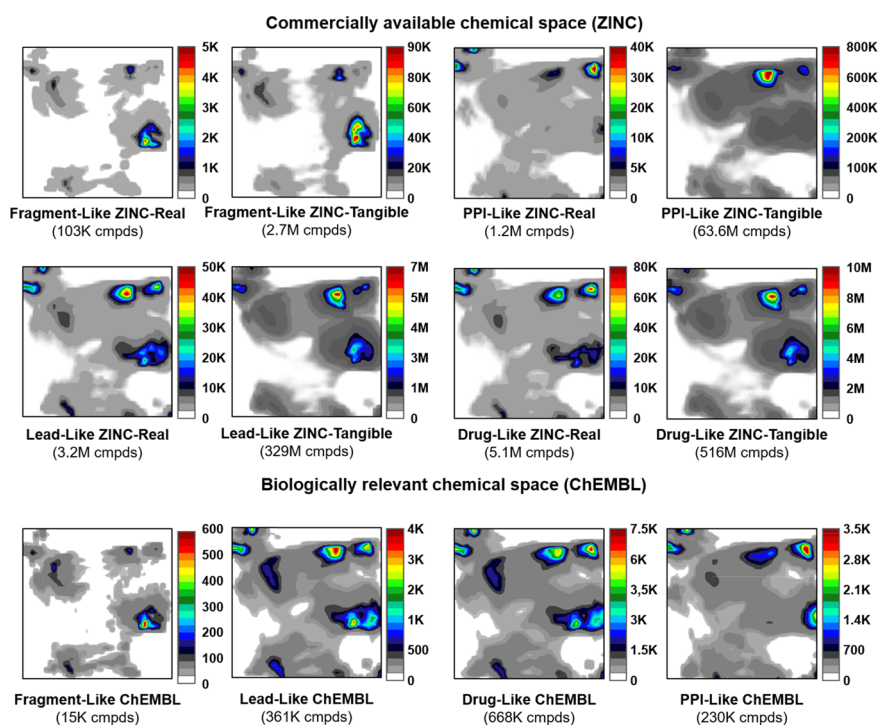 Commercially available chemical space (ZINC)
5K
4K
3K
2K
1K
0
90K
80K
60K
40K
20K
0
40K
30K
20K
10K
5K
0
800K
600K
400K
200K
100K
0
Fragment-Like ZINC-Real
(103K cmpds)
Fragment-Like ZINC-Tangible
(2.7M cmpds)
PPI-Like ZINC-Real
(1.2M cmpds)
PPI-Like ZINC-Tangible
(63.6M cmpds)
50K
40K
30K
20K
10K
0
7M
5M
4M
3M
1M
0
80K
60K
40K
20K
10K
0
10M
8M
6M
4M
2M
0
Lead-Like ZINC-Real
(3.2M cmpds)
Lead-Like ZINC-Tangible
(329M cmpds)
Drug-Like ZINC-Real
(5.1M cmpds)
Drug-Like ZINC-Tangible
(516M cmpds)
Biologically relevant chemical space (ChEMBL)
600
500
400
300
200
100
0
4K
3K
2K
1K
500
0
7.5K
6K
4.5K
3K
1.5K
0
3.5K
2.8K
2.1K
1.4K
700
0
Fragment-Like ChEMBL
(15K cmpds)
Lead-Like ChEMBL
(361K cmpds)
Drug-Like ChEMBL
(668K cmpds)
PPI-Like ChEMBL
(230K cmpds)